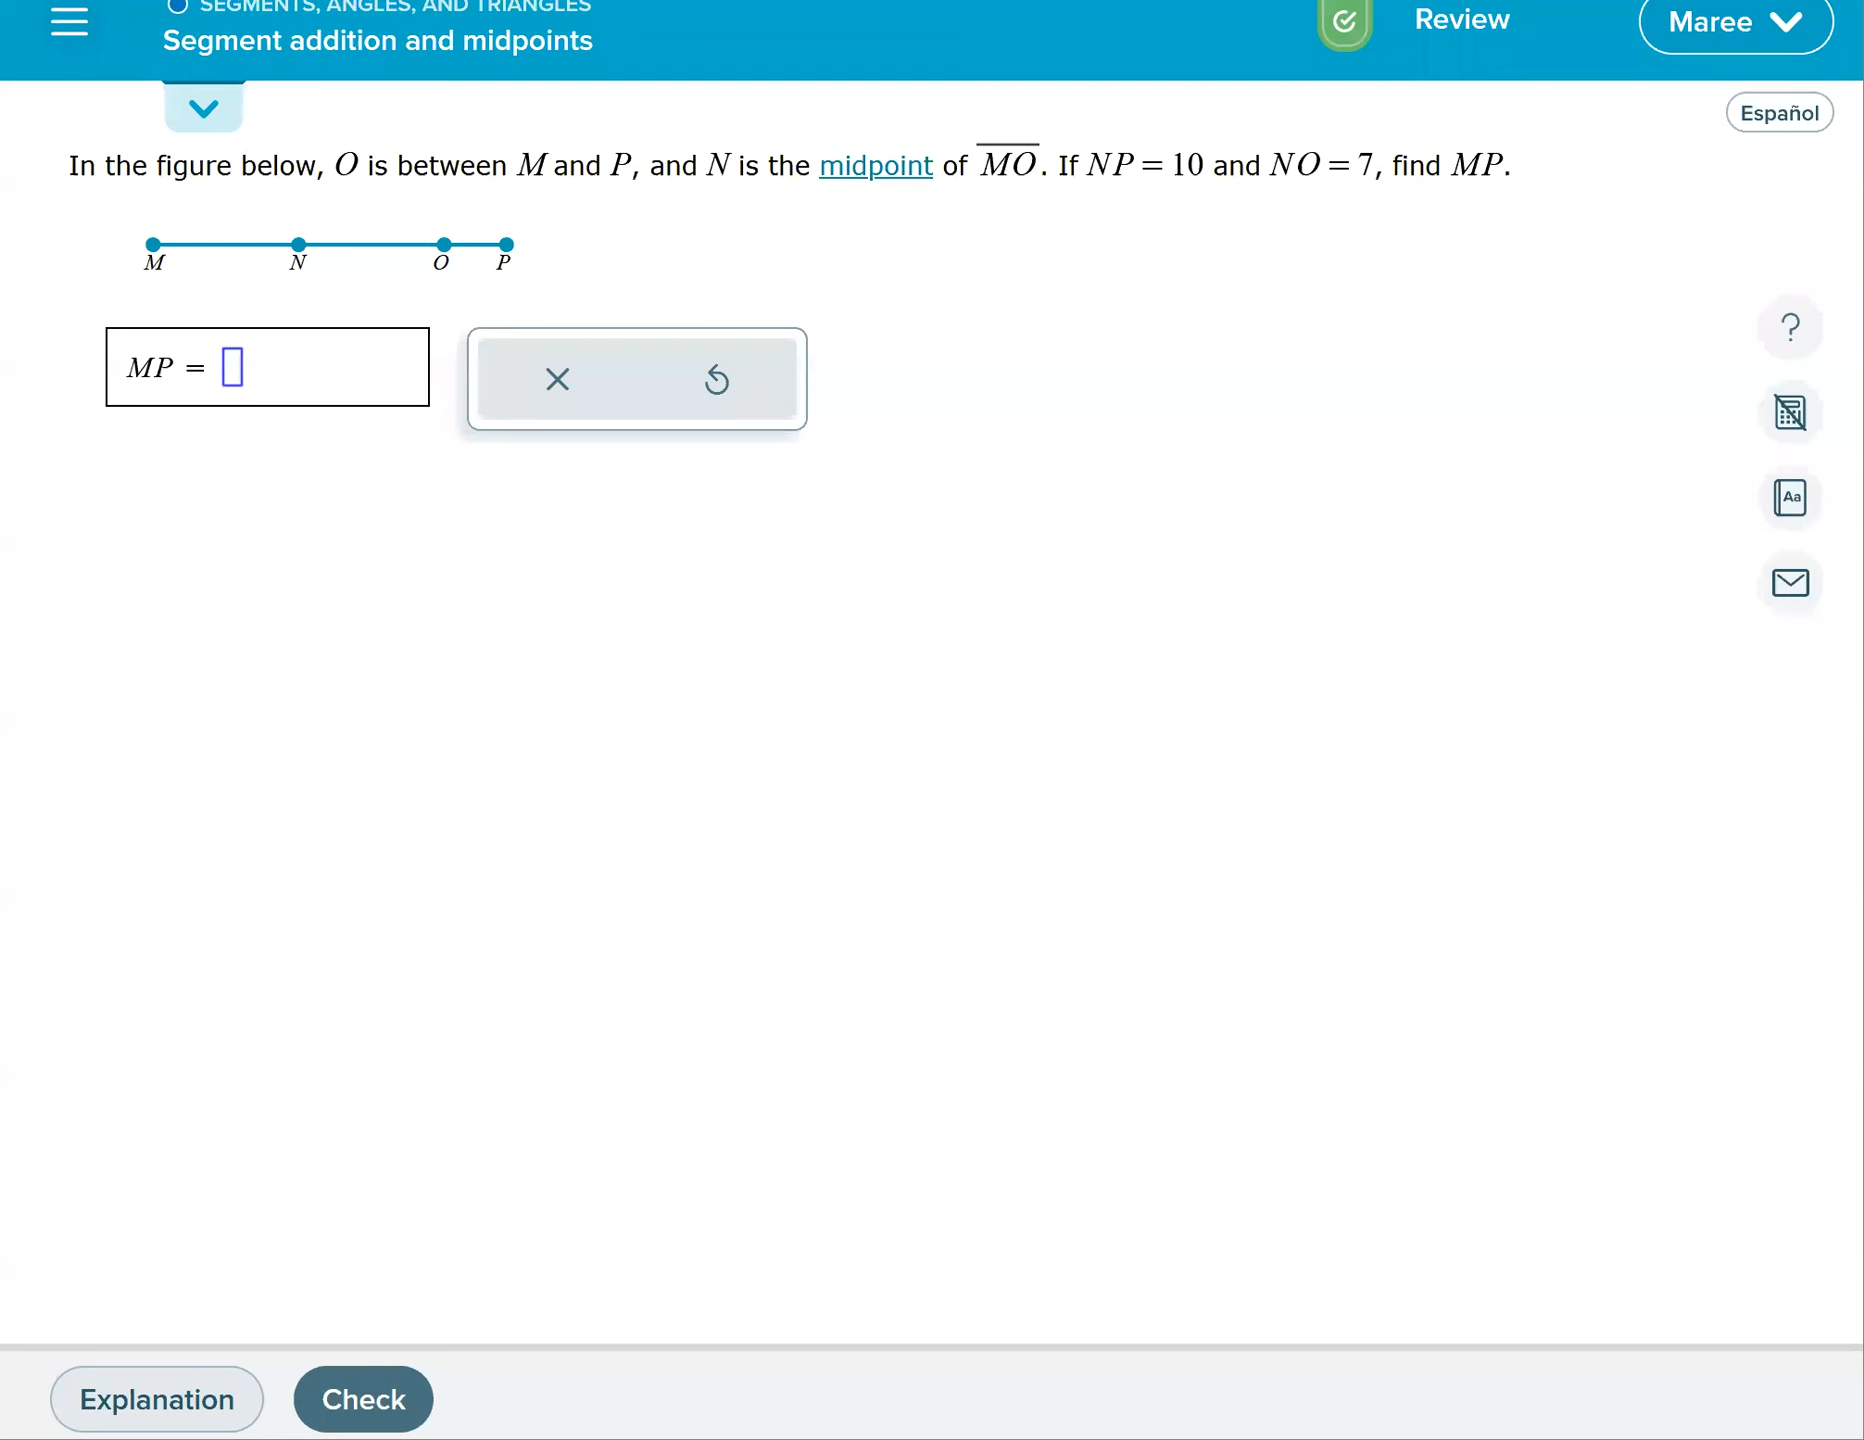 SEGMENTS, ANGLES, AND TRIANGLES
Segment addition and midpoints
Review
Maree
Español
In the figure below, O is between M and P, and N is the midpoint of MO. If NP = 10 and NO = 7, find MP.
M N O P
MP =
?
Aa
Explanation
Check